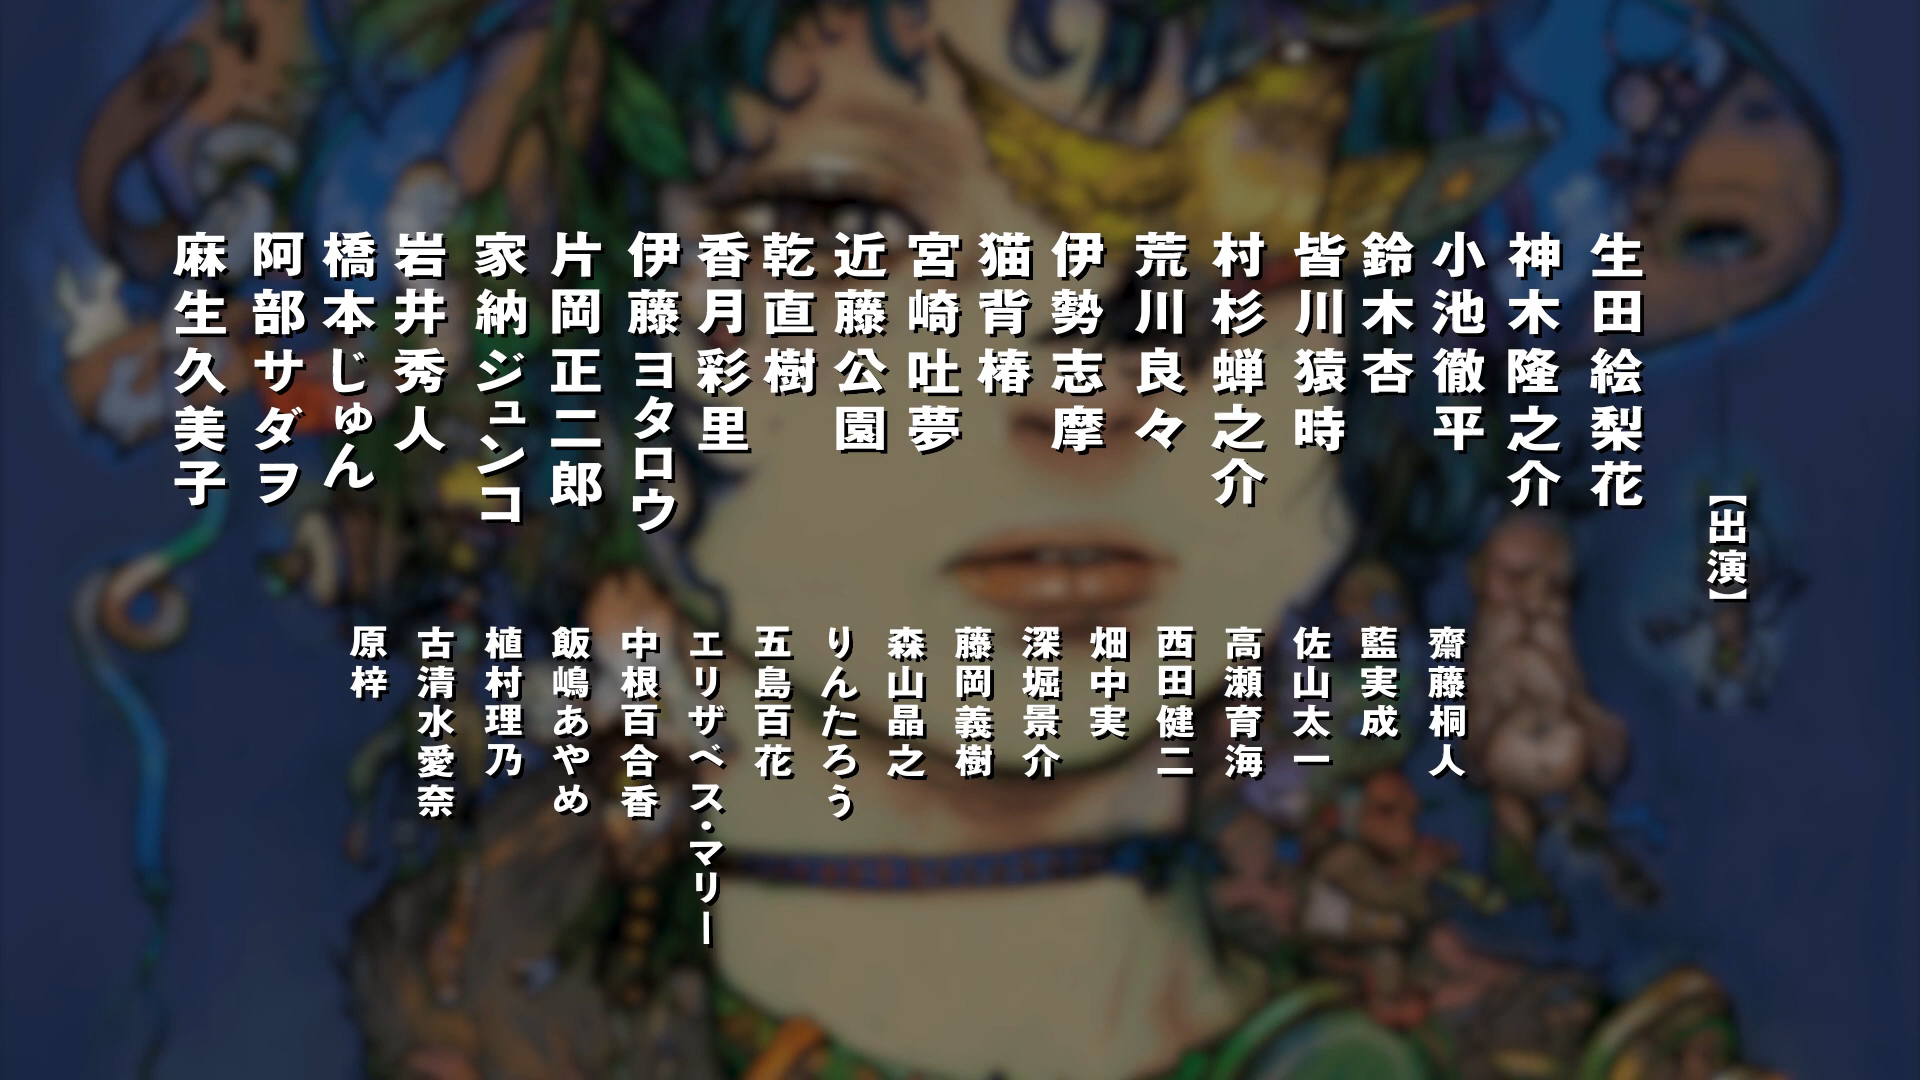 【出演】
生田絵梨花
神木隆之介
小池徹平
鈴木杏
皆川猿時
村杉蝉之介
荒川良々
伊勢志摩
猫背椿
宮崎吐夢
近藤公園
乾直樹
香月彩里
伊藤ヨタロウ
片岡正二郎
家納ジュンコ
岩井秀人
橋本じゅん
阿部サダヲ
麻生久美子
齋藤桐人
藍実成
佐山太一
高瀬育海
西田健二
畑中実
深堀景介
藤岡義樹
森山晶之
りんたろう
五島百花
エリザベス・マリー
中根百合香
飯嶋あやめ
植村理乃
古清水愛奈
原梓